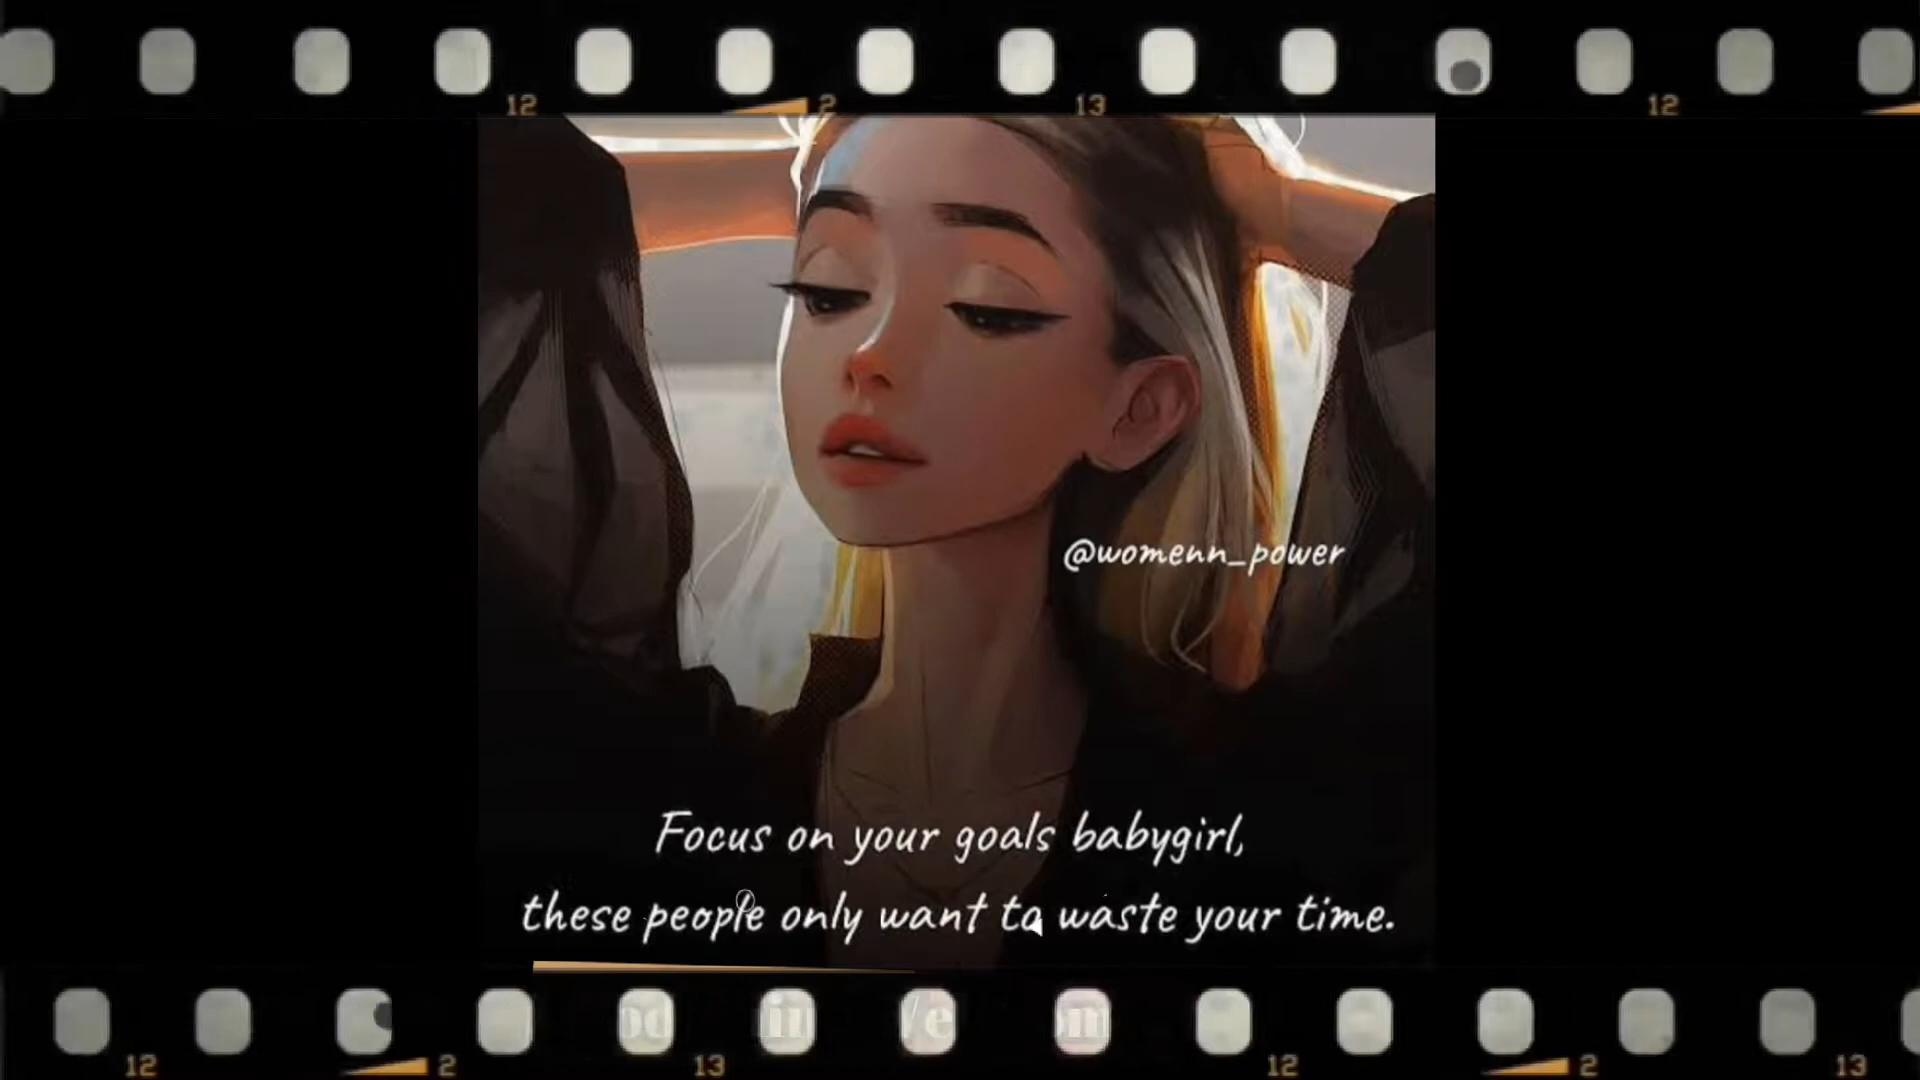 12 2 13 12
@womenn_power
Focus on your goals babygirl,
these people only want to waste your time.
12 2 13 12 2 13